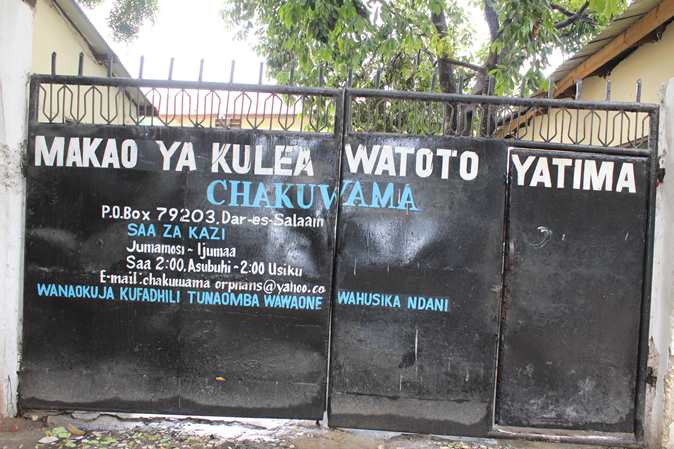 MAKAO YA KULEA WATOTO YATIMA
CHAKUWAMA
P.O.Box 79203, Dar-es-Salaam
SAA ZA KAZI
Jumamosi - Ijumaa
Saa 2:00, Asubuhi - 2:00 Usiku
E-mail: chakuwama orphans@yahoo.co
WANAOKUJA KUFADHILI TUNAOMBA WAWAONE WAHUSIKA NDANI